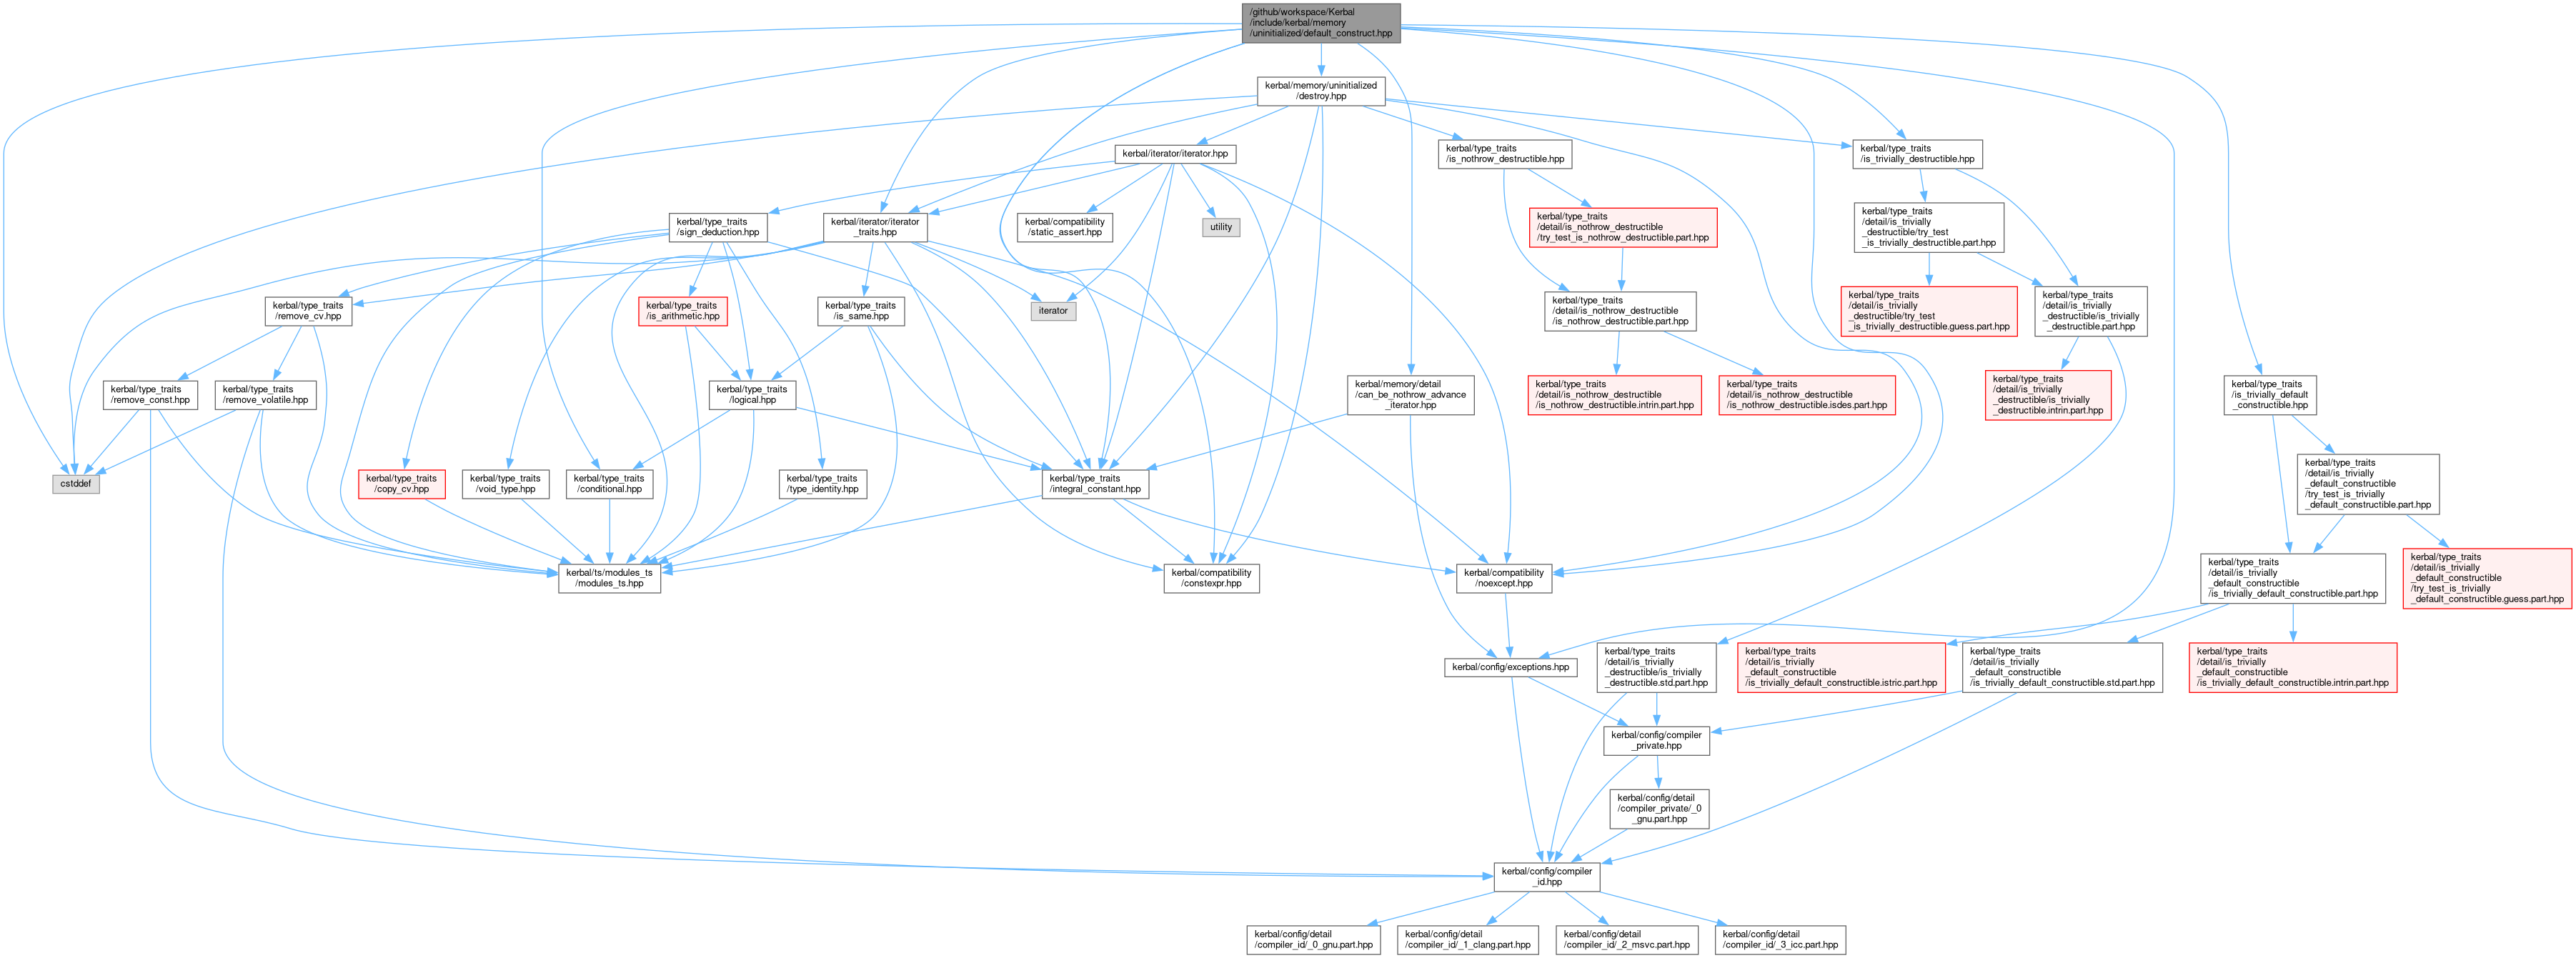 /github/workspace/Kerbal
/include/kerbal/memory
/uninitialized/default_construct.hpp
kerbal/memory/uninitialized
/destroy.hpp
kerbal/iterator/iterator.hpp
kerbal/type_traits
/is_nothrow_destructible.hpp
kerbal/type_traits
/is_trivially_destructible.hpp
kerbal/type_traits
/sign_deduction.hpp
kerbal/iterator/iterator
_traits.hpp
kerbal/compatibility
/static_assert.hpp
utility
kerbal/type_traits
/detail/is_nothrow_destructible
/try_test_is_nothrow_destructible.part.hpp
kerbal/type_traits
/detail/is_trivially
_destructible/try_test
_is_trivially_destructible.part.hpp
kerbal/type_traits
/remove_cv.hpp
kerbal/type_traits
/is_arithmetic.hpp
kerbal/type_traits
/is_same.hpp
iterator
kerbal/type_traits
/detail/is_nothrow_destructible
/is_nothrow_destructible.part.hpp
kerbal/type_traits
/detail/is_trivially
_destructible/try_test
_is_trivially_destructible.guess.part.hpp
kerbal/type_traits
/detail/is_trivially
_destructible/is_trivially
_destructible.part.hpp
kerbal/type_traits
/remove_const.hpp
kerbal/type_traits
/remove_volatile.hpp
kerbal/type_traits
/logical.hpp
kerbal/memory/detail
/can_be_nothrow_advance
_iterator.hpp
kerbal/type_traits
/detail/is_nothrow_destructible
/is_nothrow_destructible.intrin.part.hpp
kerbal/type_traits
/detail/is_nothrow_destructible
/is_nothrow_destructible.isdes.part.hpp
kerbal/type_traits
/detail/is_trivially
_destructible/is_trivially
_destructible.intrin.part.hpp
kerbal/type_traits
/is_trivially_default
_constructible.hpp
cstddef
kerbal/type_traits
/copy_cv.hpp
kerbal/type_traits
/void_type.hpp
kerbal/type_traits
/conditional.hpp
kerbal/type_traits
/type_identity.hpp
kerbal/type_traits
/integral_constant.hpp
kerbal/type_traits
/detail/is_trivially
_default_constructible
/try_test_is_trivially
_default_constructible.part.hpp
kerbal/ts/modules_ts
/modules_ts.hpp
kerbal/compatibility
/constexpr.hpp
kerbal/compatibility
/noexcept.hpp
kerbal/type_traits
/detail/is_trivially
_default_constructible
/is_trivially_default_constructible.part.hpp
kerbal/type_traits
/detail/is_trivially
_default_constructible
/try_test_is_trivially
_default_constructible.guess.part.hpp
kerbal/config/exceptions.hpp
kerbal/type_traits
/detail/is_trivially
_destructible/is_trivially
_destructible.std.part.hpp
kerbal/type_traits
/detail/is_trivially
_default_constructible
/is_trivially_default_constructible.istric.part.hpp
kerbal/type_traits
/detail/is_trivially
_default_constructible
/is_trivially_default_constructible.std.part.hpp
kerbal/type_traits
/detail/is_trivially
_default_constructible
/is_trivially_default_constructible.intrin.part.hpp
kerbal/config/compiler
_private.hpp
kerbal/config/detail
/compiler_private/_0
_gnu.part.hpp
kerbal/config/compiler
_id.hpp
kerbal/config/detail
/compiler_id/_0_gnu.part.hpp
kerbal/config/detail
/compiler_id/_1_clang.part.hpp
kerbal/config/detail
/compiler_id/_2_msvc.part.hpp
kerbal/config/detail
/compiler_id/_3_icc.part.hpp